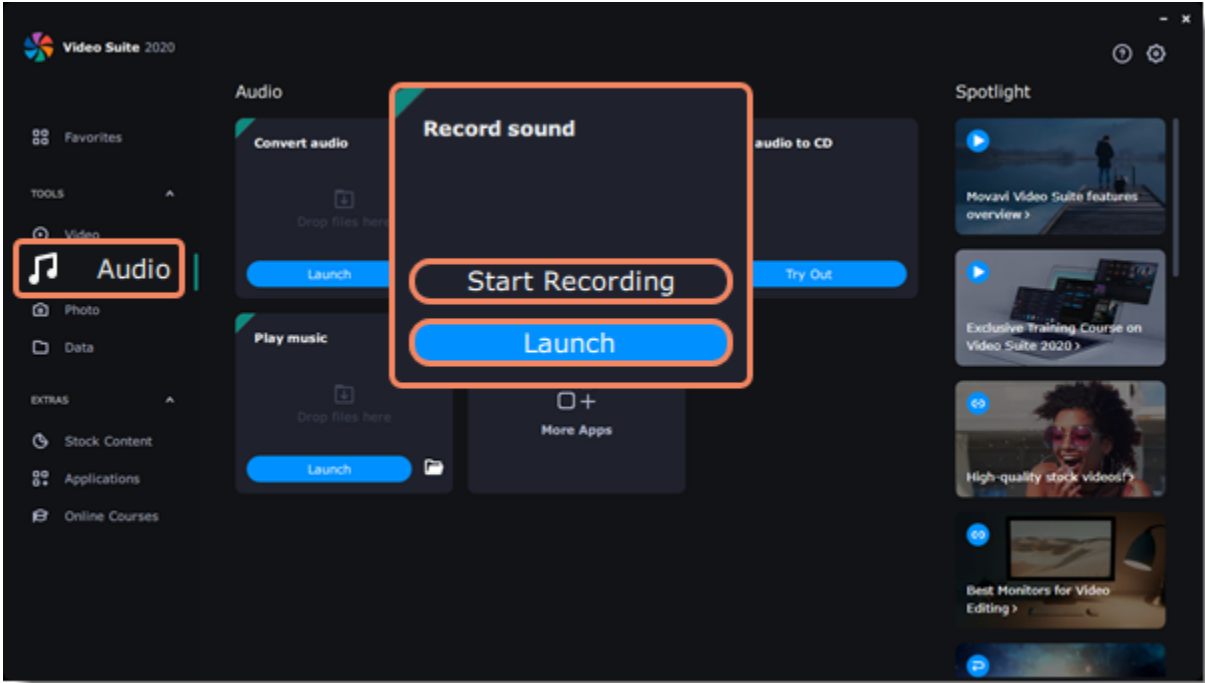 Video Suite 2020
Favorites
TOOLS
Video
Audio
Photo
Data
EXTRAS
Stock Content
Applications
Online Courses
Audio
Convert audio
Drop files here
Launch
Record sound
Start Recording
Launch
audio to CD
Try Out
Play music
Drop files here
Launch
More Apps
Spotlight
Movavi Video Suite features
overview >
Exclusive Training Course on
Video Suite 2020 >
High-quality stock videos! >
Best Monitors for Video
Editing >